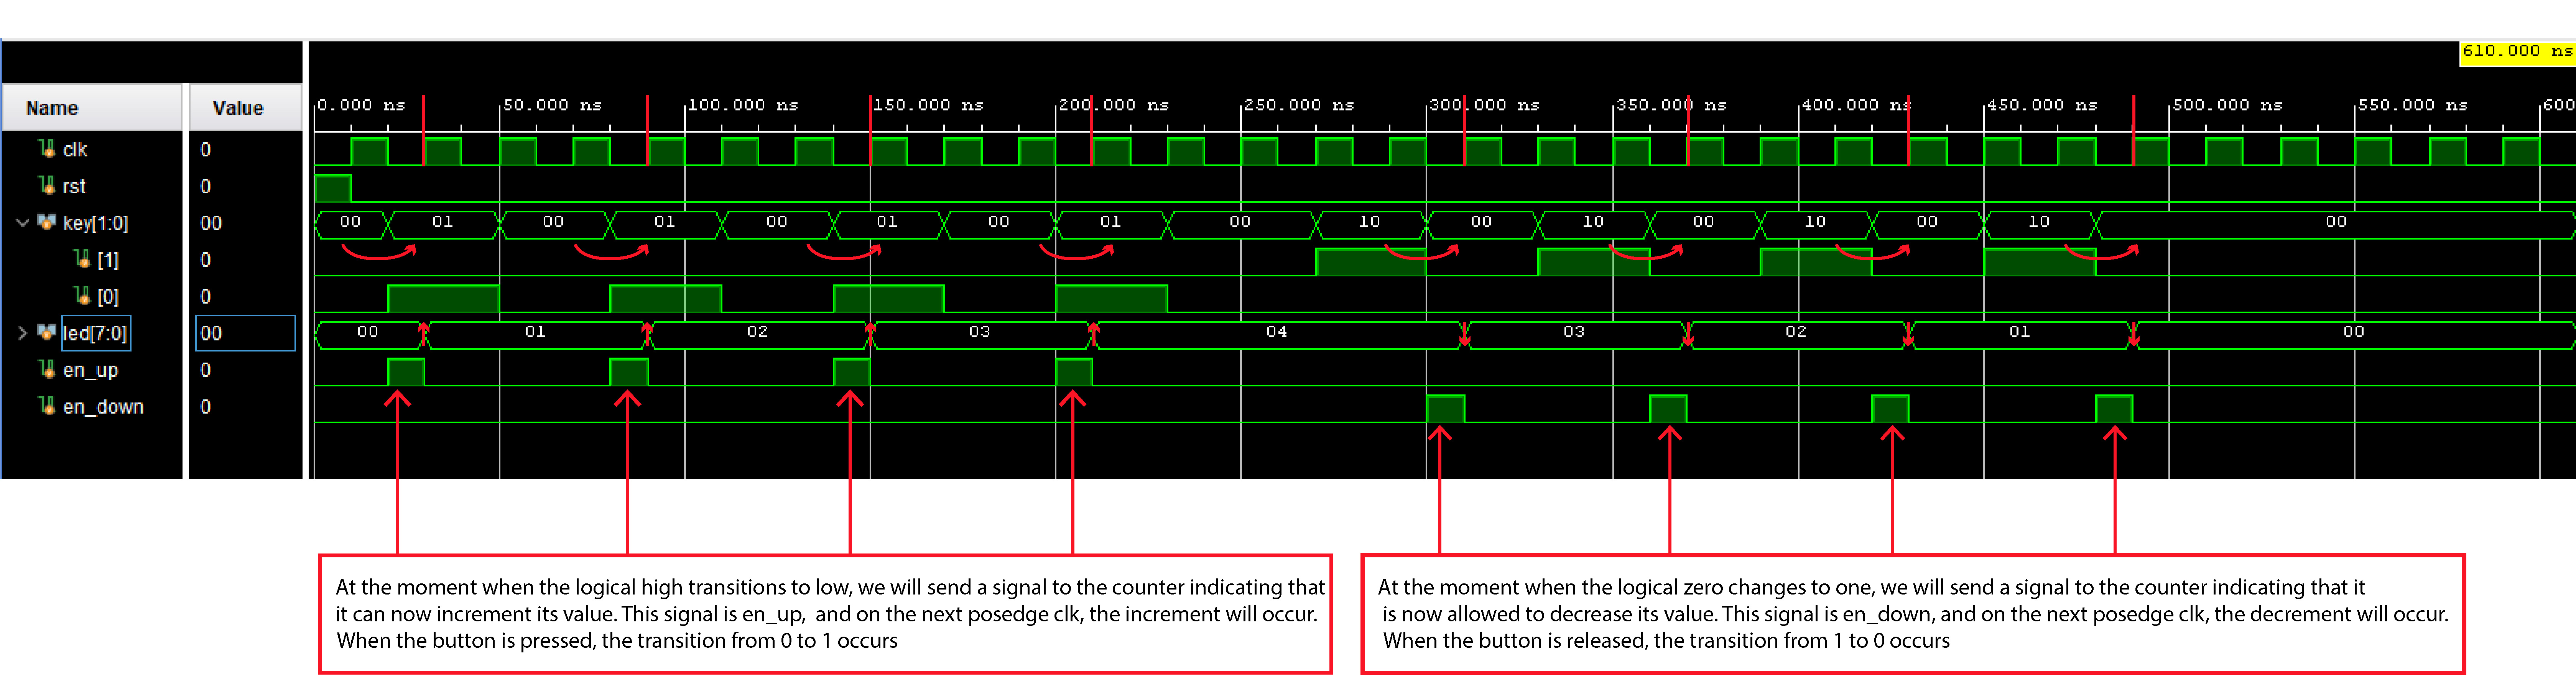 610.000 ns
Name Value
0.000 ns 50.000 ns 100.000 ns 150.000 ns 200.000 ns 250.000 ns 300.000 ns 350.000 ns 400.000 ns 450.000 ns 500.000 ns 550.000 ns 600
clk 0
rst 0
key[1:0] 00 00 01 00 01 00 01 00 01 00 10 00 10 00 10 00 10 00
[1] 0
[0] 0
led[7:0] 00 00 01 02 03 04 03 02 01 00
en_up 0
en_down 0
At the moment when the logical high transitions to low, we will send a signal to the counter indicating that
it can now increment its value. This signal is en_up, and on the next posedge clk, the increment will occur.
When the button is pressed, the transition from 0 to 1 occurs
At the moment when the logical zero changes to one, we will send a signal to the counter indicating that it
is now allowed to decrease its value. This signal is en_down, and on the next posedge clk, the decrement will occur.
When the button is released, the transition from 1 to 0 occurs